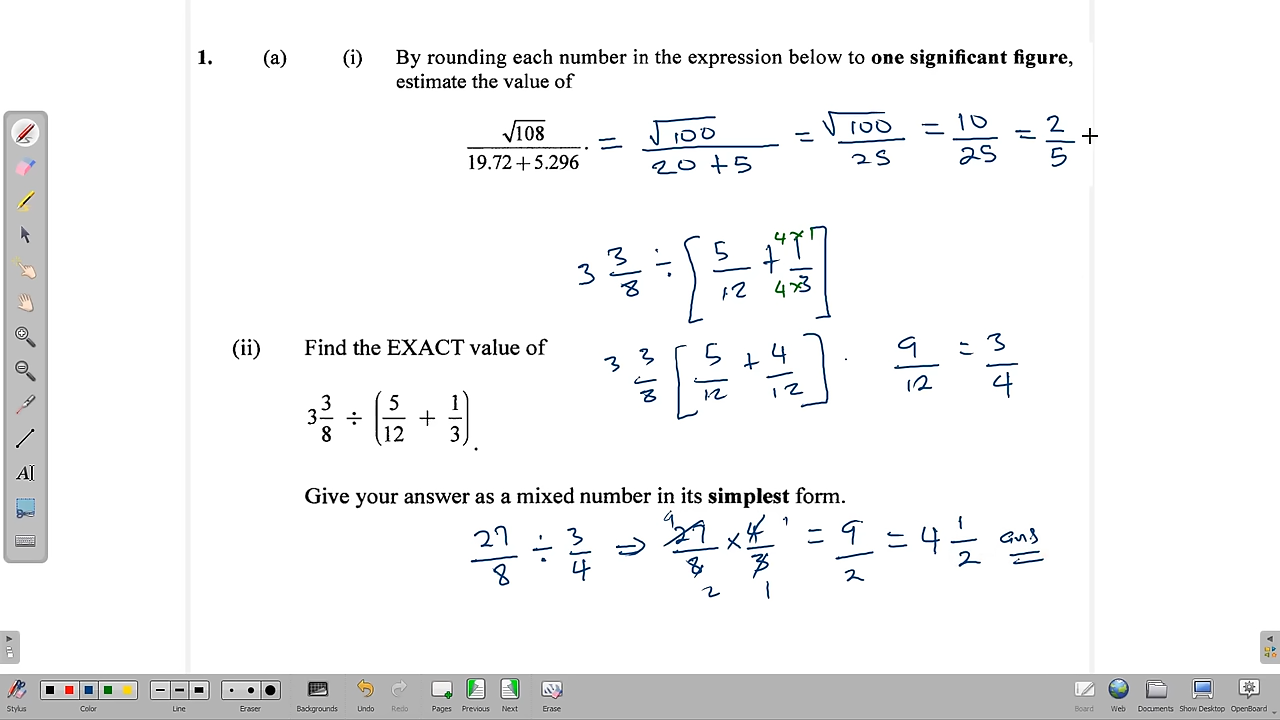 1. (a) (i) By rounding each number in the expression below to one significant figure,
estimate the value of
√108 / (19.72 + 5.296) . = √100 / (20 + 5) = √100 / 25 = 10/25 = 2/5
3 3/8 ÷ [5/12 + 4×1 / 4×3]
(ii) Find the EXACT value of
3 3/8 [5/12 + 4/12] . 9/12 = 3/4
3 3/8 ÷ (5/12 + 1/3) .
Give your answer as a mixed number in its simplest form.
27/8 ÷ 3/4 ⇒ 27/8 × 4/3 = 9/2 = 4 1/2 ans
9 1
2 1
AI
Stylus Color Line Eraser Backgrounds Undo Redo Pages Previous Next Erase Board Web Documents Show Desktop OpenBoard